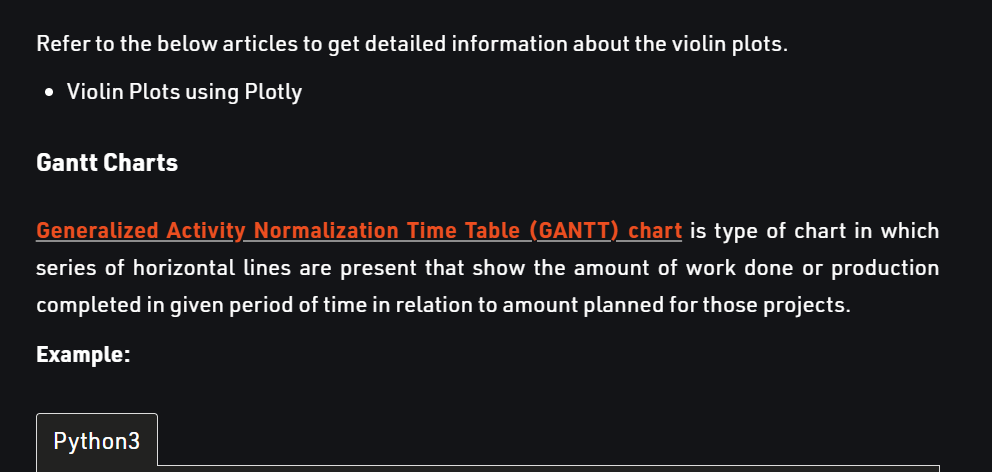 Refer to the below articles to get detailed information about the violin plots.
• Violin Plots using Plotly
Gantt Charts
Generalized Activity Normalization Time Table (GANTT) chart is type of chart in which
series of horizontal lines are present that show the amount of work done or production
completed in given period of time in relation to amount planned for those projects.
Example:
Python3